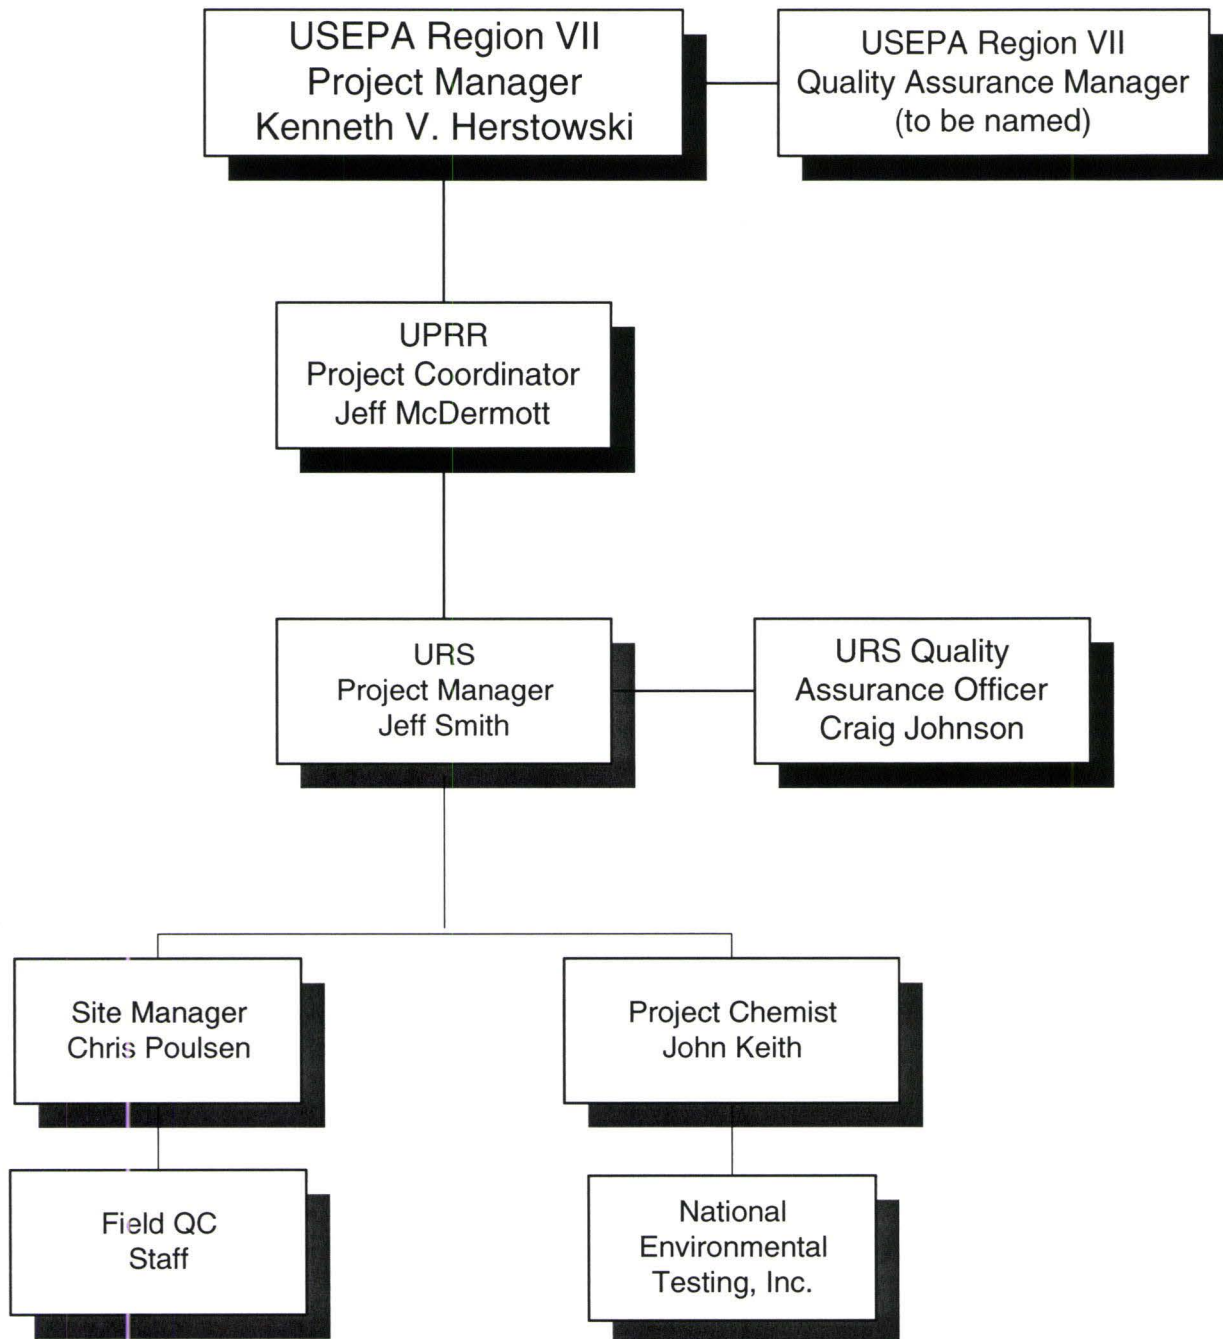 USEPA Region VII
Project Manager
Kenneth V. Herstowski
USEPA Region VII
Quality Assurance Manager
(to be named)
UPRR
Project Coordinator
Jeff McDermott
URS
Project Manager
Jeff Smith
URS Quality
Assurance Officer
Craig Johnson
Site Manager
Chris Poulsen
Project Chemist
John Keith
Field QC
Staff
National
Environmental
Testing, Inc.